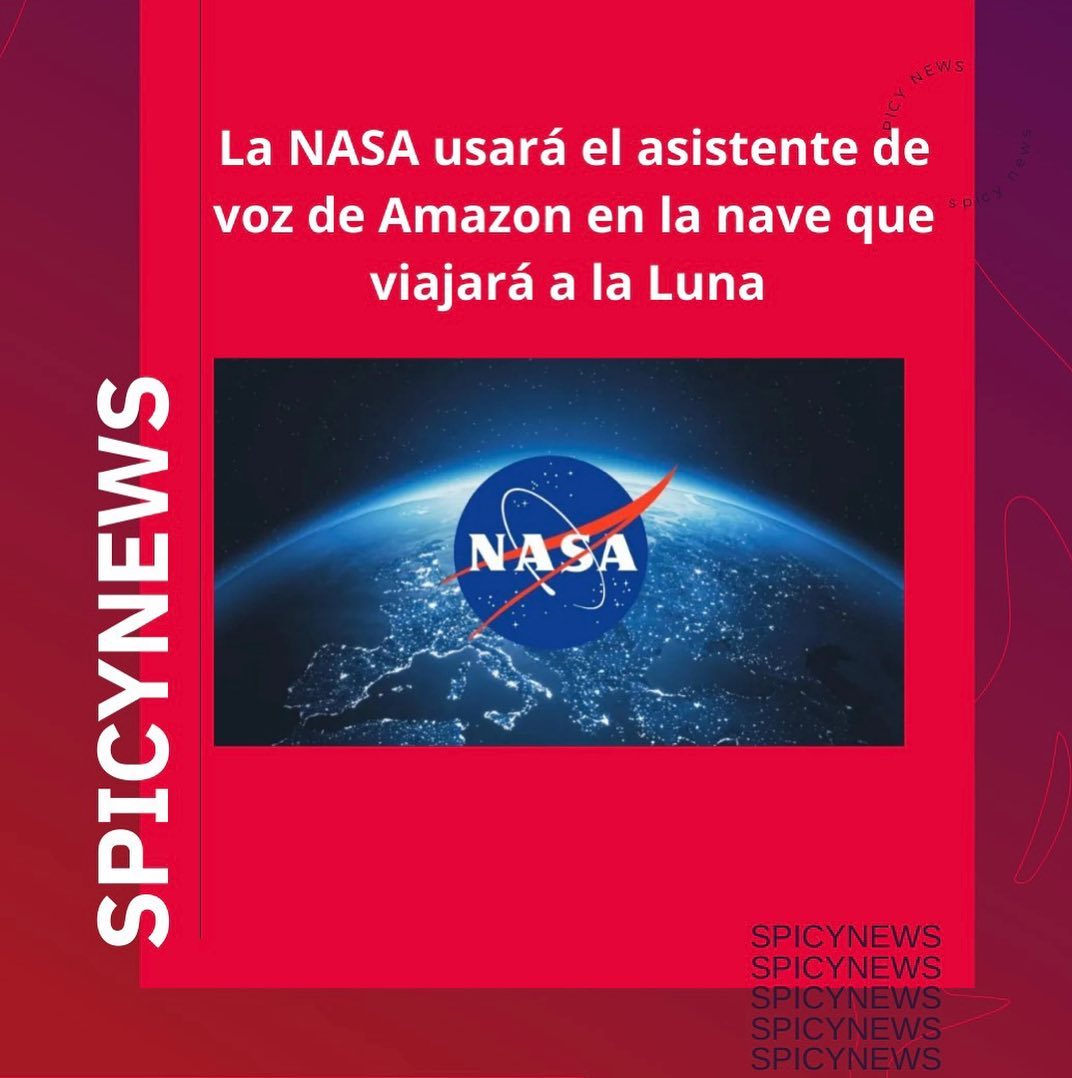 SPICY NEWS
spicy news
La NASA usará el asistente de
voz de Amazon en la nave que
viajará a la Luna
NASA
SPICYNEWS
SPICYNEWS
SPICYNEWS
SPICYNEWS
SPICYNEWS
SPICYNEWS